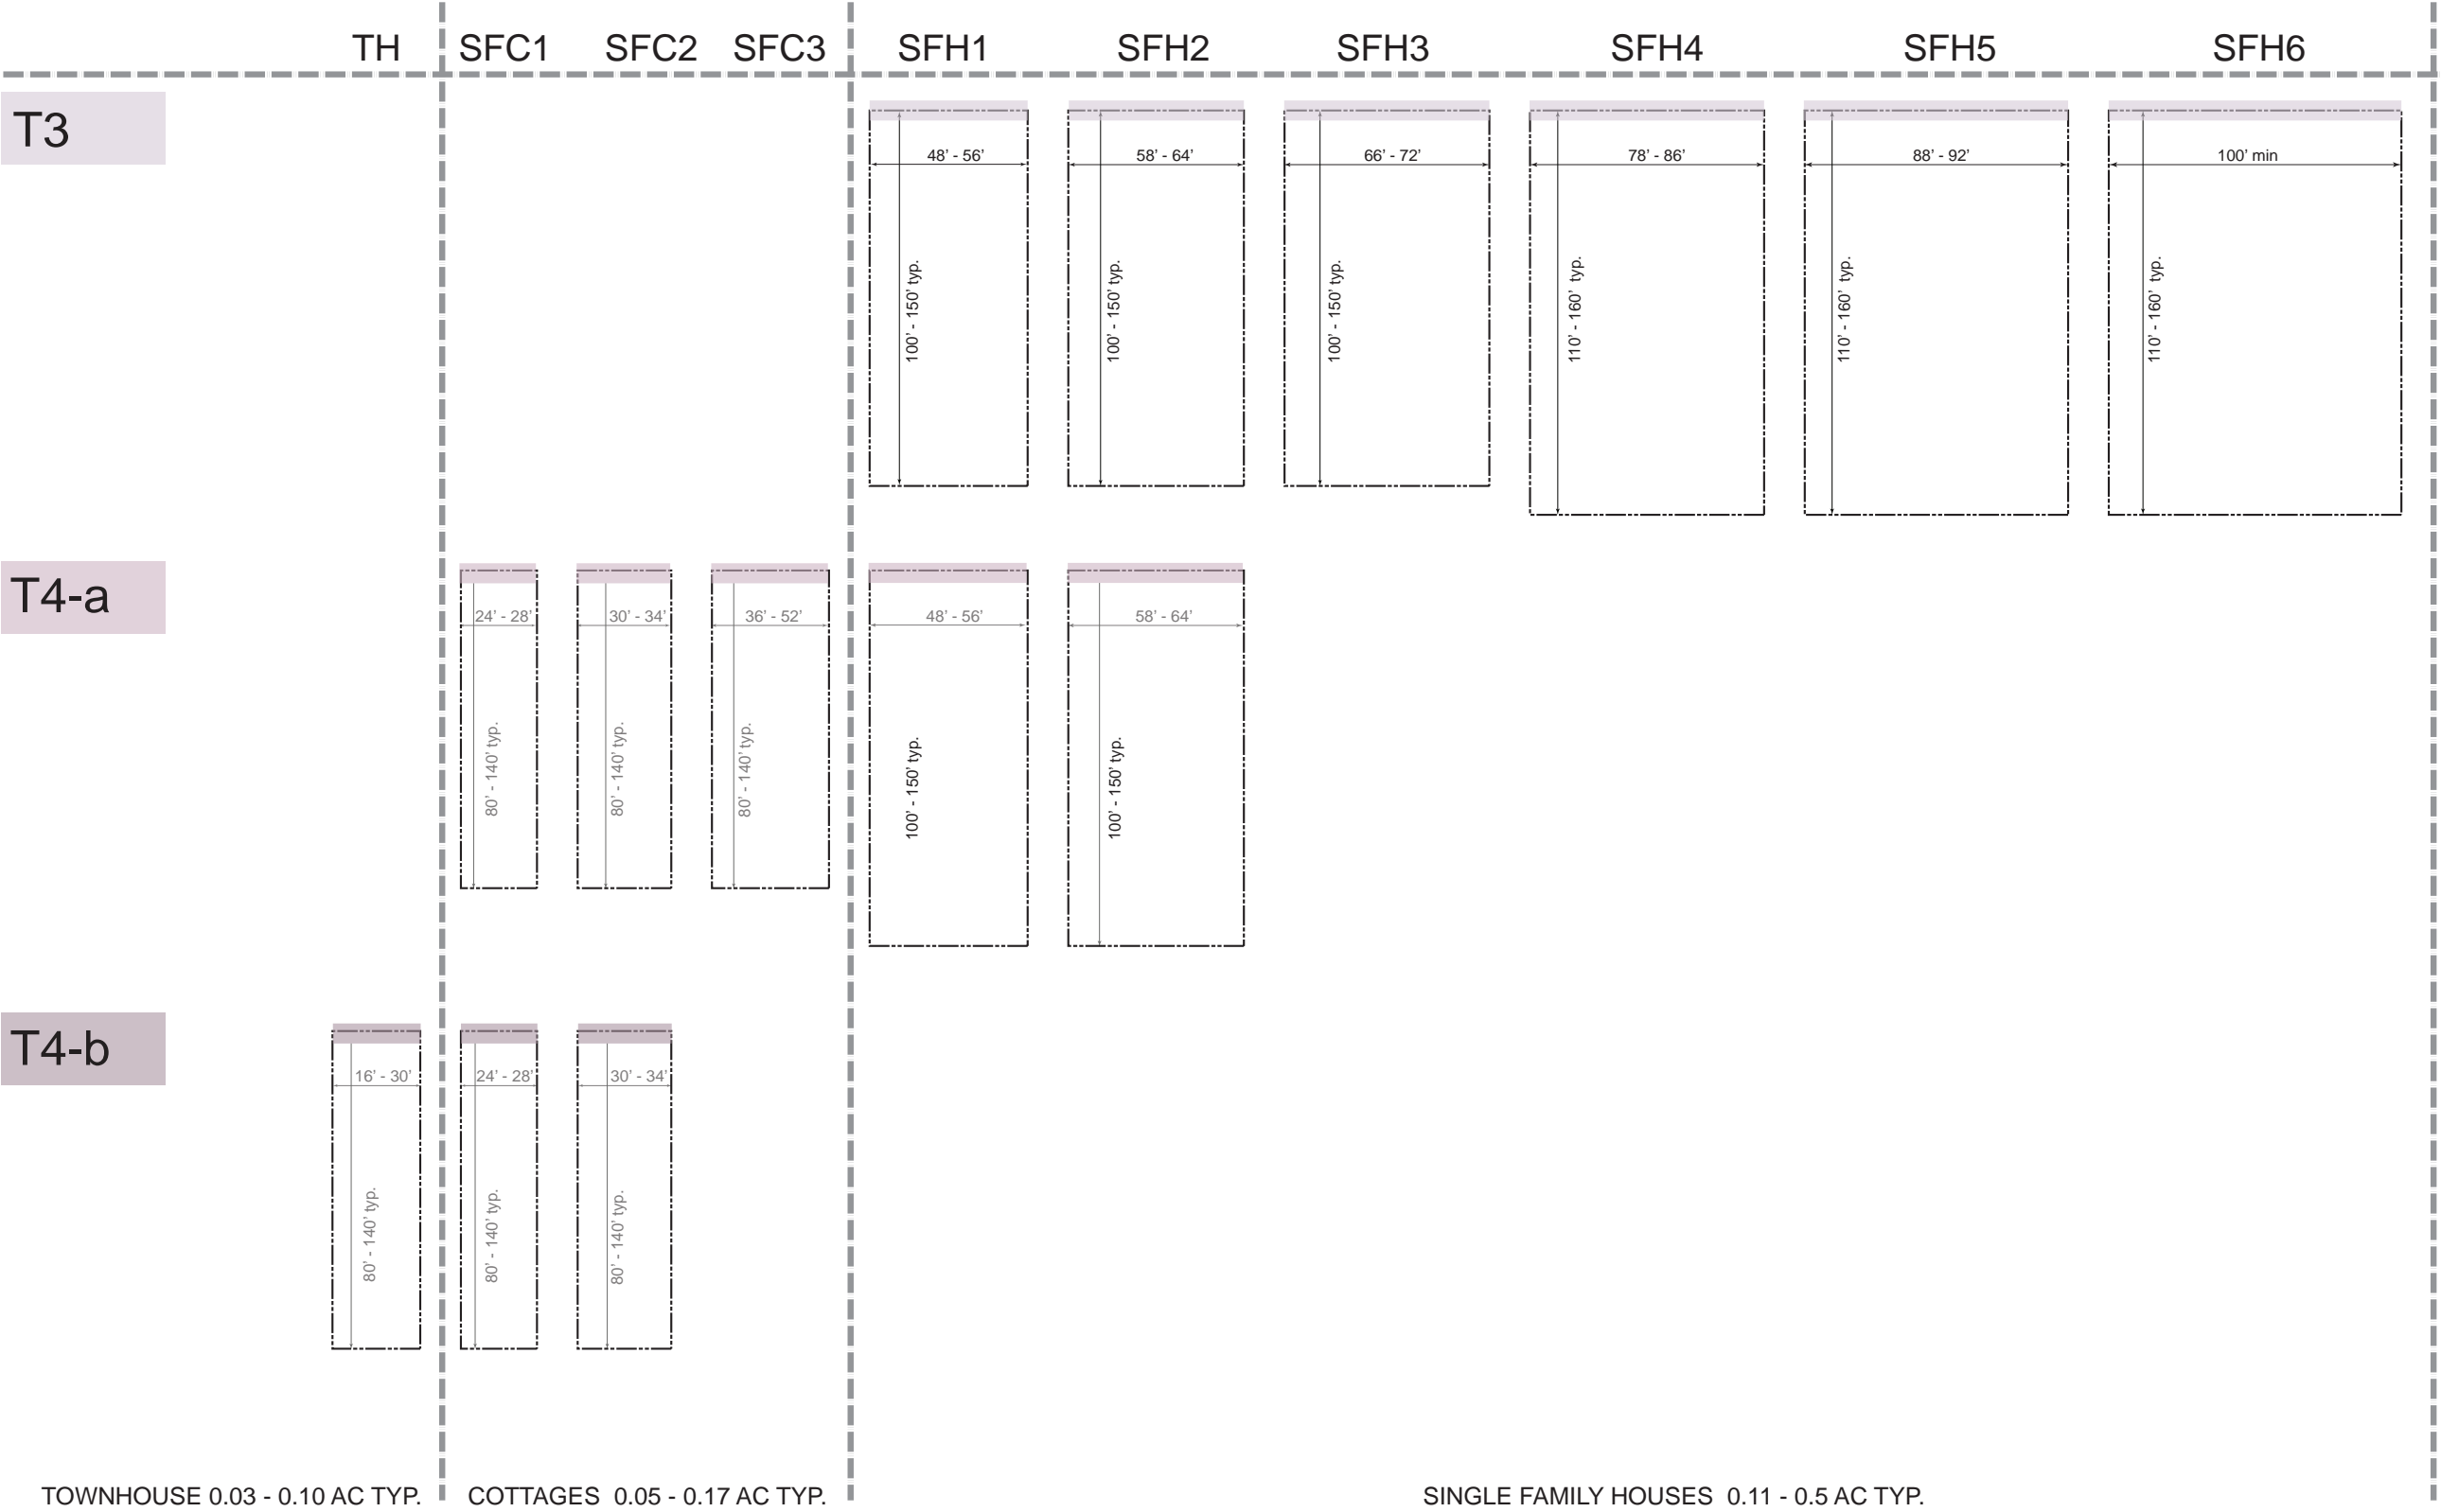 TH SFC1 SFC2 SFC3 SFH1 SFH2 SFH3 SFH4 SFH5 SFH6
T3
48’ - 56’ 58’ - 64’ 66’ - 72’ 78’ - 86’ 88’ - 92’ 100’ min
100’ - 150’ typ. 100’ - 150’ typ. 100’ - 150’ typ. 110’ - 160’ typ. 110’ - 160’ typ. 110’ - 160’ typ.
T4-a
24’ - 28’ 30’ - 34’ 36’ - 52’ 48’ - 56’ 58’ - 64’
80’ - 140’ typ. 80’ - 140’ typ. 80’ - 140’ typ. 100’ - 150’ typ. 100’ - 150’ typ.
T4-b
16’ - 30’ 24’ - 28’ 30’ - 34’
80’ - 140’ typ. 80’ - 140’ typ. 80’ - 140’ typ.
TOWNHOUSE 0.03 - 0.10 AC TYP. COTTAGES 0.05 - 0.17 AC TYP. SINGLE FAMILY HOUSES 0.11 - 0.5 AC TYP.